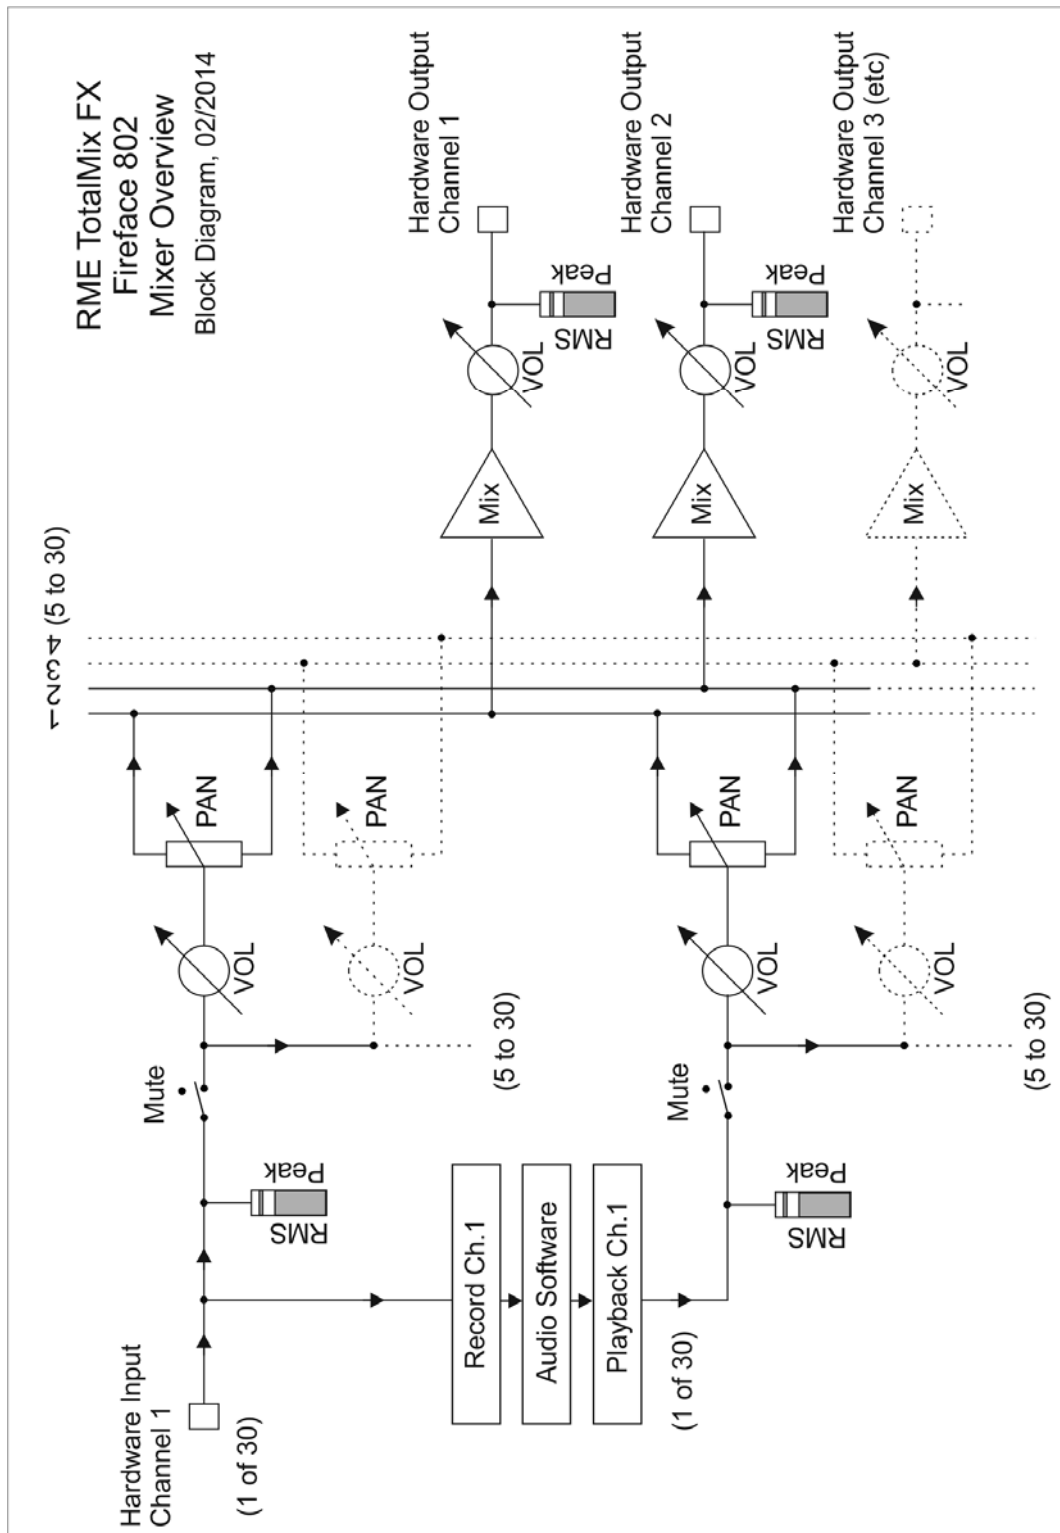 RME TotalMix FX
Fireface 802
Mixer Overview
Block Diagram, 02/2014
Hardware Input
Channel 1
(1 of 30)
RMS
Peak
Mute
(5 to 30)
VOL
VOL
PAN
PAN
1 2 3 4 (5 to 30)
Record Ch.1
Audio Software
Playback Ch.1
(1 of 30)
RMS
Peak
Mute
(5 to 30)
VOL
VOL
PAN
PAN
Mix
VOL
RMS
Peak
Hardware Output
Channel 1
Mix
VOL
RMS
Peak
Hardware Output
Channel 2
Mix
VOL
Hardware Output
Channel 3 (etc)